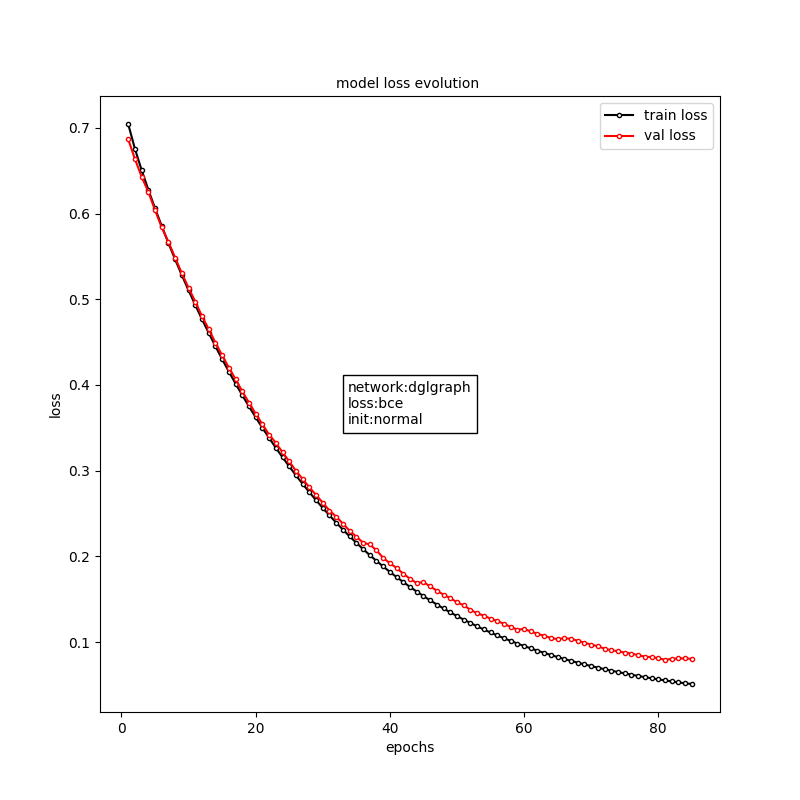 model loss evolution
train loss
val loss
0.7
0.6
0.5
0.4
0.3
0.2
0.1
loss
network:dglgraph
loss:bce
init:normal
0
20
40
60
80
epochs